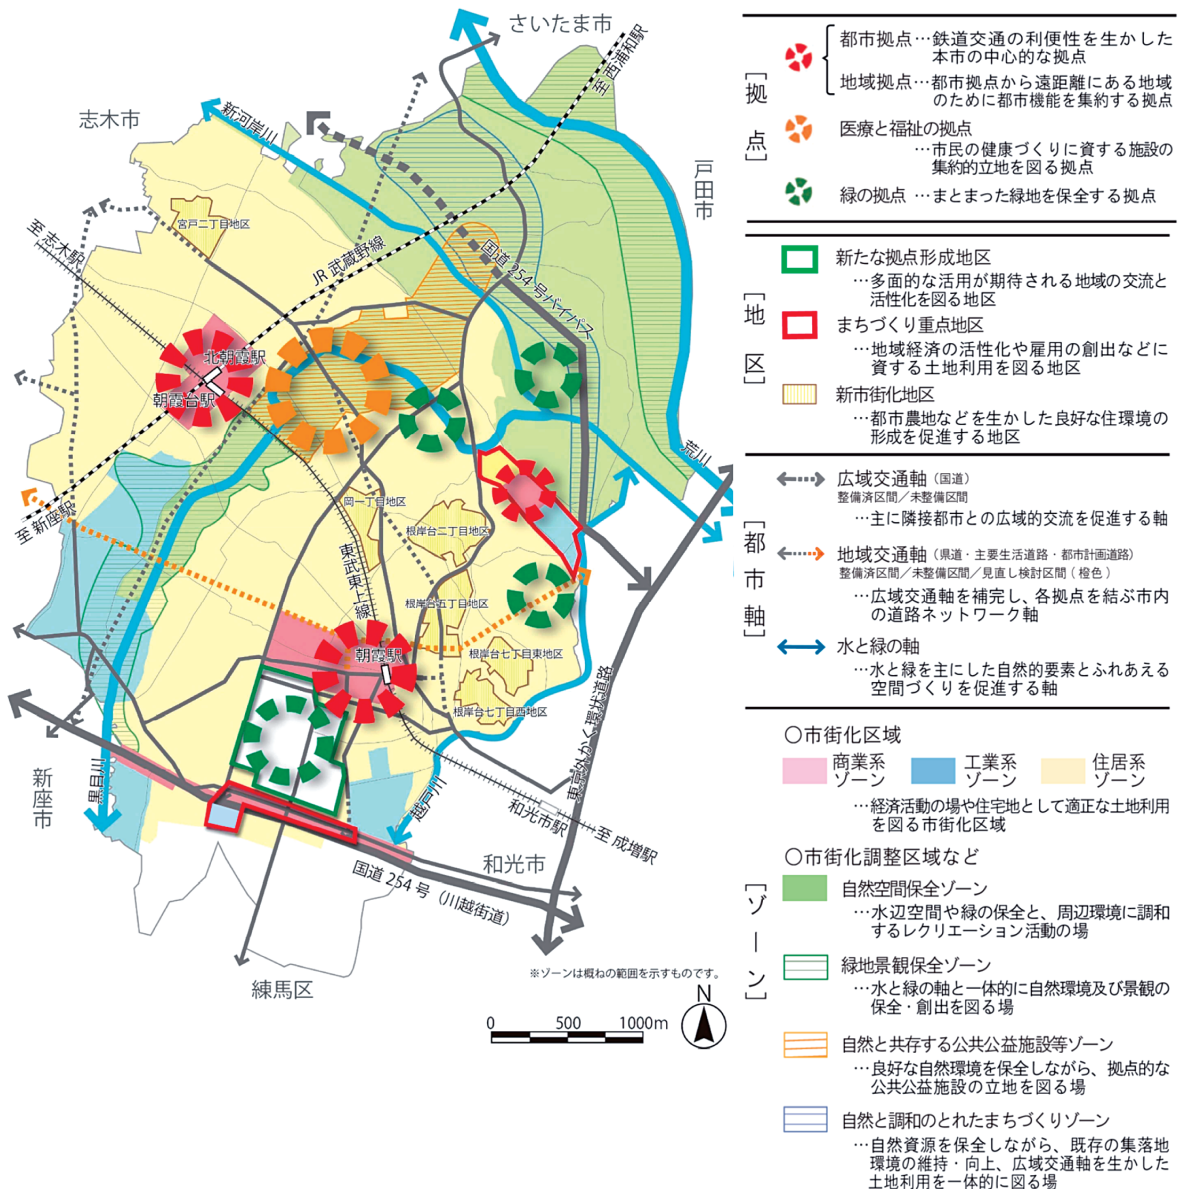 さいたま市
志木市
新河岸川
至 西浦和駅
戸田市
宮戸二丁目地区
至 志木駅
JR 武蔵野線
国道 254 号バイパス
北朝霞駅
朝霞台駅
荒川
至 新座駅
岡一丁目地区
根岸台二丁目地区
東武東上線
根岸台五丁目地区
朝霞駅
根岸台七丁目東地区
根岸台七丁目西地区
東京外かく環状道路
新座市
黒目川
越戸川
和光市駅
至 成増駅
和光市
国道 254 号(川越街道)
練馬区
※ゾーンは概ねの範囲を示すものです。
N
0 500 1000m
[拠点]
都市拠点…鉄道交通の利便性を生かした
本市の中心的な拠点
地域拠点…都市拠点から遠距離にある地域
のために都市機能を集約する拠点
医療と福祉の拠点
…市民の健康づくりに資する施設の
集約的立地を図る拠点
緑の拠点 …まとまった緑地を保全する拠点
[地区]
新たな拠点形成地区
…多面的な活用が期待される地域の交流と
活性化を図る地区
まちづくり重点地区
…地域経済の活性化や雇用の創出などに
資する土地利用を図る地区
新市街化地区
…都市農地などを生かした良好な住環境の
形成を促進する地区
[都市軸]
広域交通軸(国道)
整備済区間/未整備区間
…主に隣接都市との広域的交流を促進する軸
地域交通軸(県道・主要生活道路・都市計画道路)
整備済区間/未整備区間/見直し検討区間(橙色)
…広域交通軸を補完し、各拠点を結ぶ市内
の道路ネットワーク軸
水と緑の軸
…水と緑を主にした自然的要素とふれあえる
空間づくりを促進する軸
[ゾーン]
○市街化区域
商業系
ゾーン
工業系
ゾーン
住居系
ゾーン
…経済活動の場や住宅地として適正な土地利用
を図る市街化区域
○市街化調整区域など
自然空間保全ゾーン
…水辺空間や緑の保全と、周辺環境に調和
するレクリエーション活動の場
緑地景観保全ゾーン
…水と緑の軸と一体的に自然環境及び景観の
保全・創出を図る場
自然と共存する公共公益施設等ゾーン
…良好な自然環境を保全しながら、拠点的な
公共公益施設の立地を図る場
自然と調和のとれたまちづくりゾーン
…自然資源を保全しながら、既存の集落地
環境の維持・向上、広域交通軸を生かした
土地利用を一体的に図る場